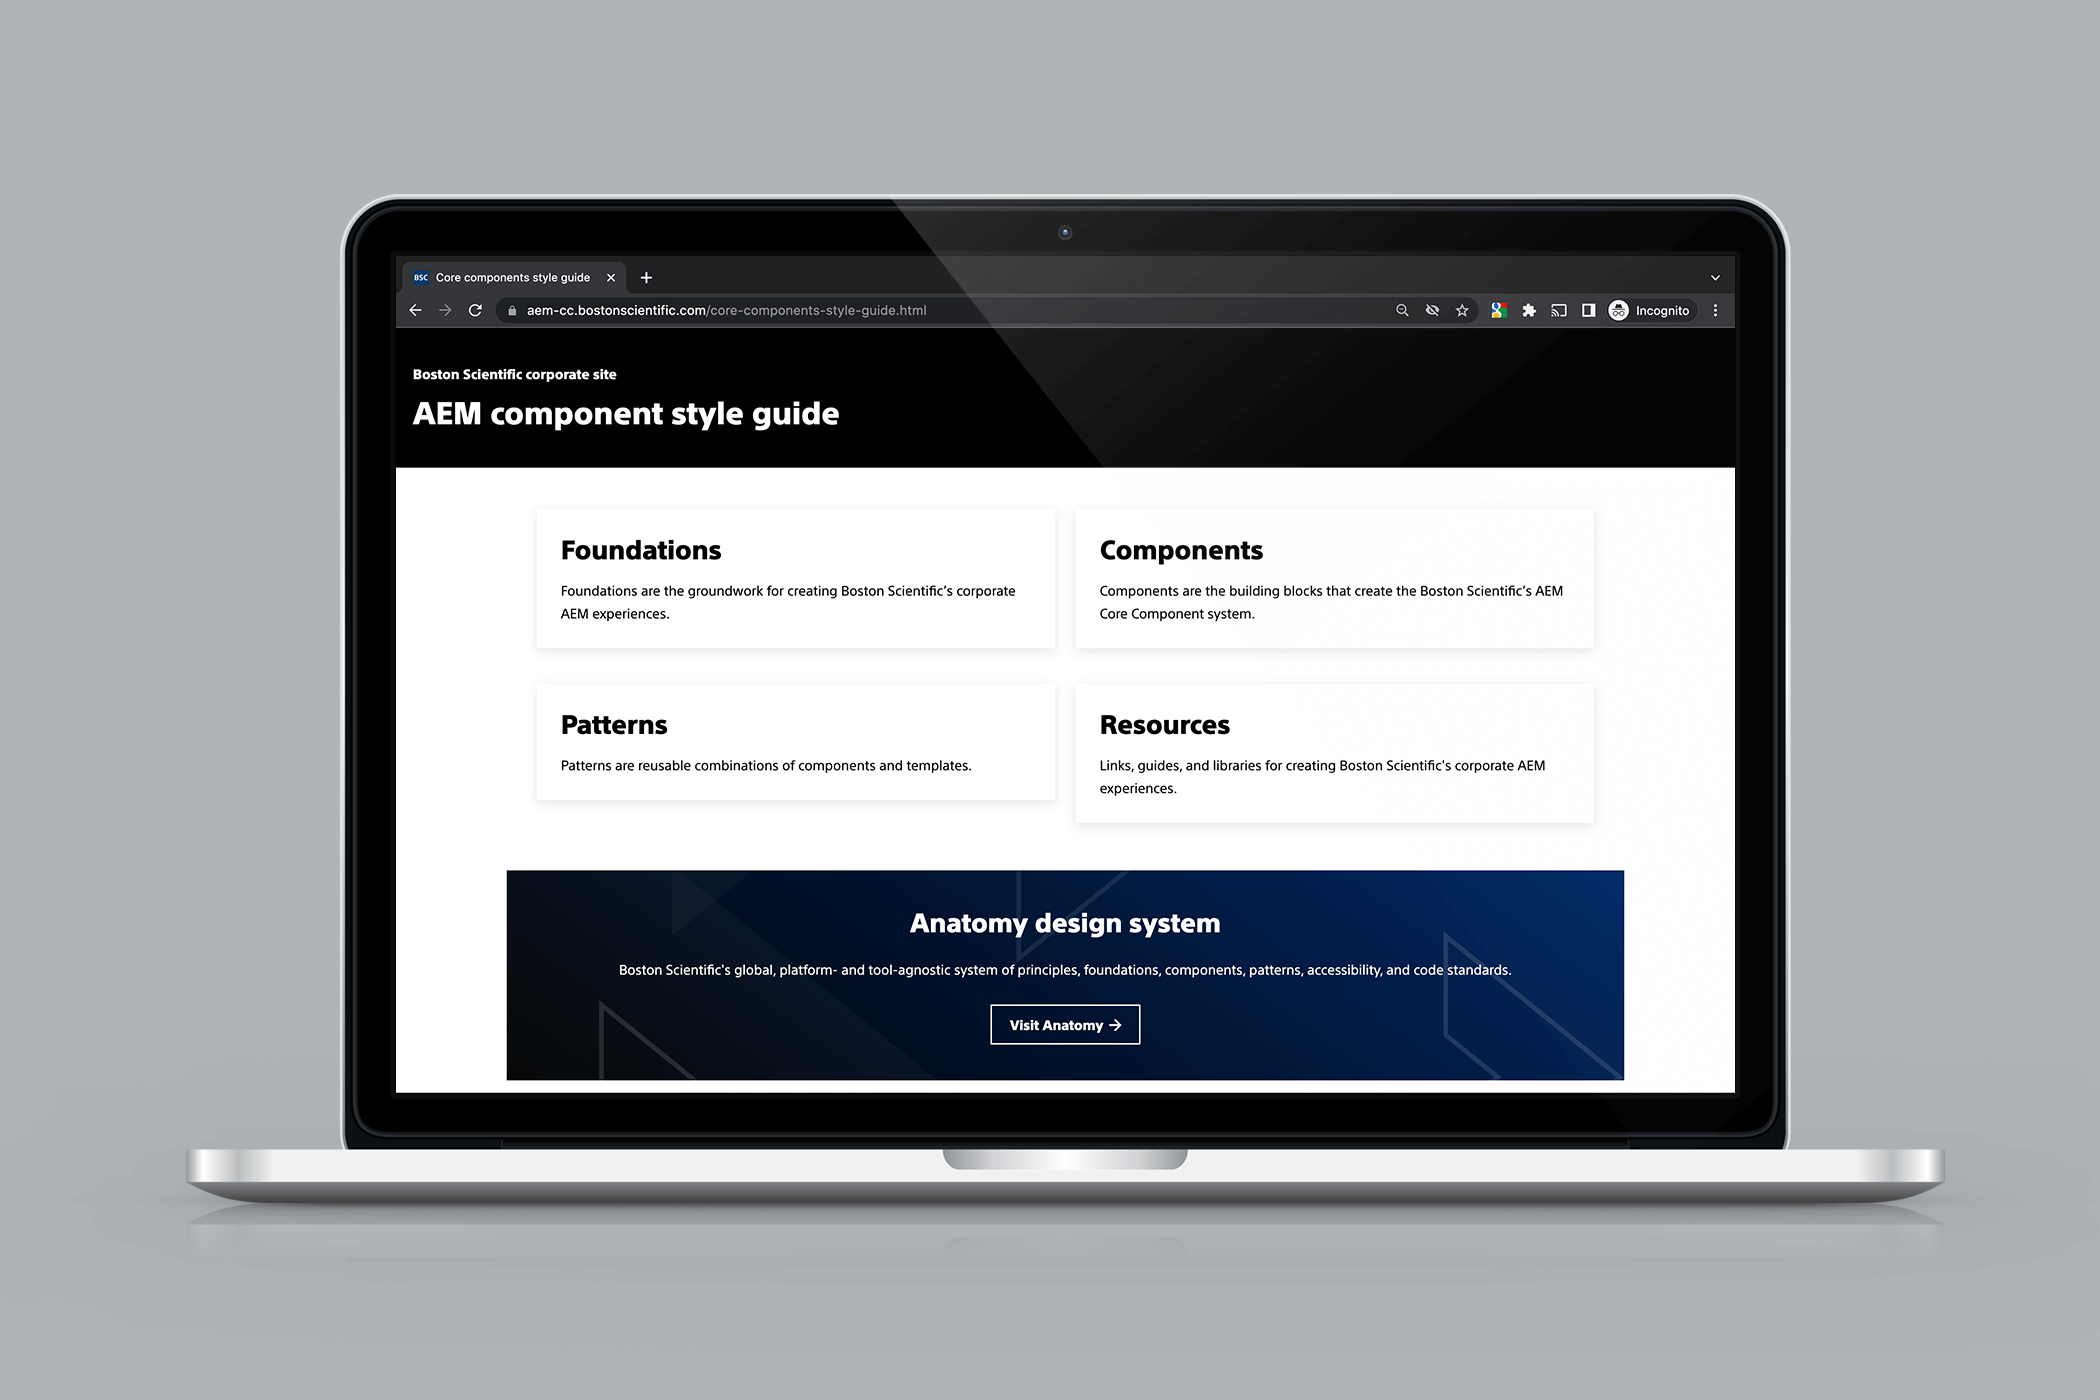 BSC Core components style guide
aem-cc.bostonscientific.com/core-components-style-guide.html
Incognito
Boston Scientific corporate site
AEM component style guide
Foundations
Foundations are the groundwork for creating Boston Scientific’s corporate
AEM experiences.
Components
Components are the building blocks that create the Boston Scientific’s AEM
Core Component system.
Patterns
Patterns are reusable combinations of components and templates.
Resources
Links, guides, and libraries for creating Boston Scientific's corporate AEM
experiences.
Anatomy design system
Boston Scientific's global, platform- and tool-agnostic system of principles, foundations, components, patterns, accessibility, and code standards.
Visit Anatomy →